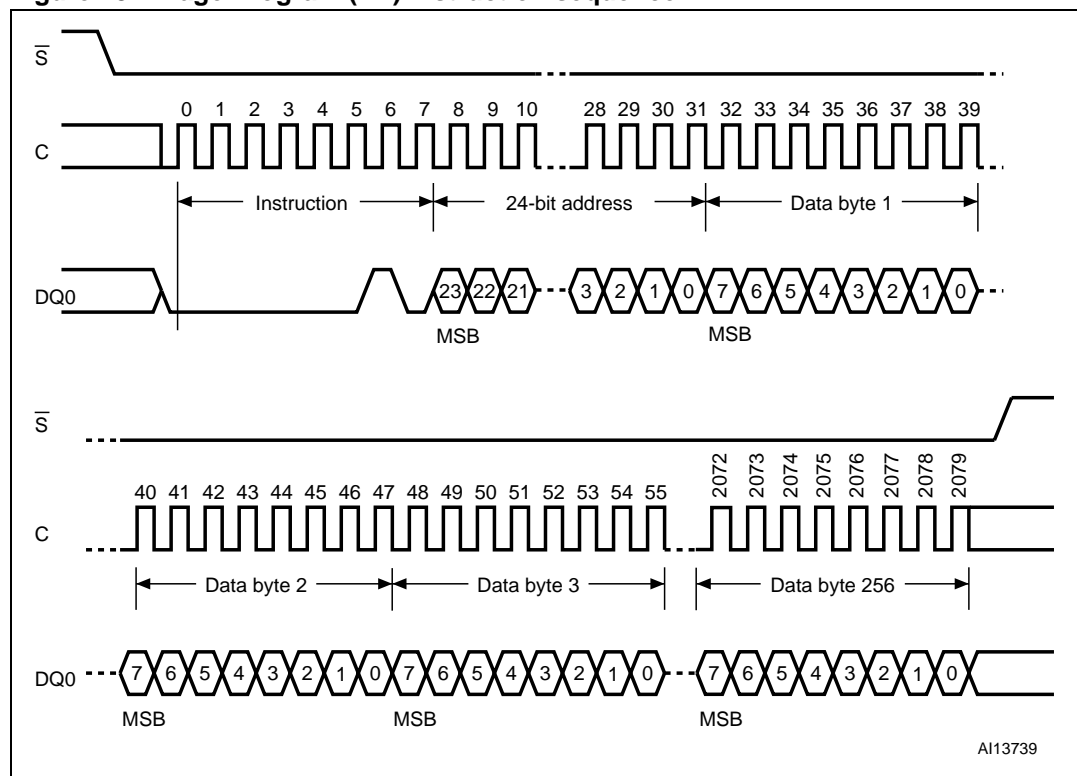 S
0 1 2 3 4 5 6 7 8 9 10 28 29 30 31 32 33 34 35 36 37 38 39
C
Instruction 24-bit address Data byte 1
DQ0 23 22 21 3 2 1 0 7 6 5 4 3 2 1 0
MSB MSB
S
40 41 42 43 44 45 46 47 48 49 50 51 52 53 54 55 2072 2073 2074 2075 2076 2077 2078 2079
C
Data byte 2 Data byte 3 Data byte 256
DQ0 7 6 5 4 3 2 1 0 7 6 5 4 3 2 1 0 7 6 5 4 3 2 1 0
MSB MSB MSB
AI13739